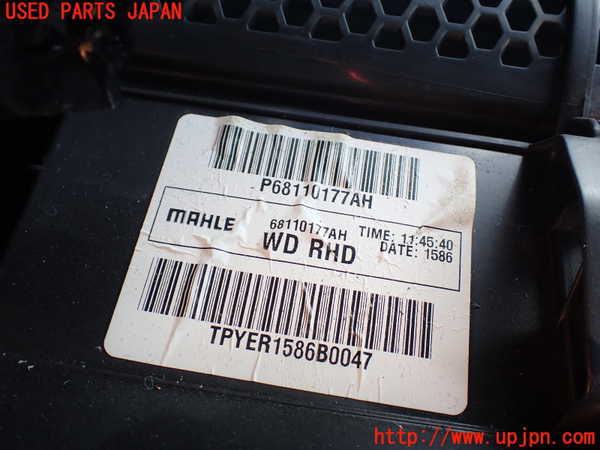 USED PARTS JAPAN
P68110177AH
MAHLE
68110177AH
WD RHD
TIME: 11:45:40
DATE: 1586
TPYER1586B0047
http://www.upjpn.com/